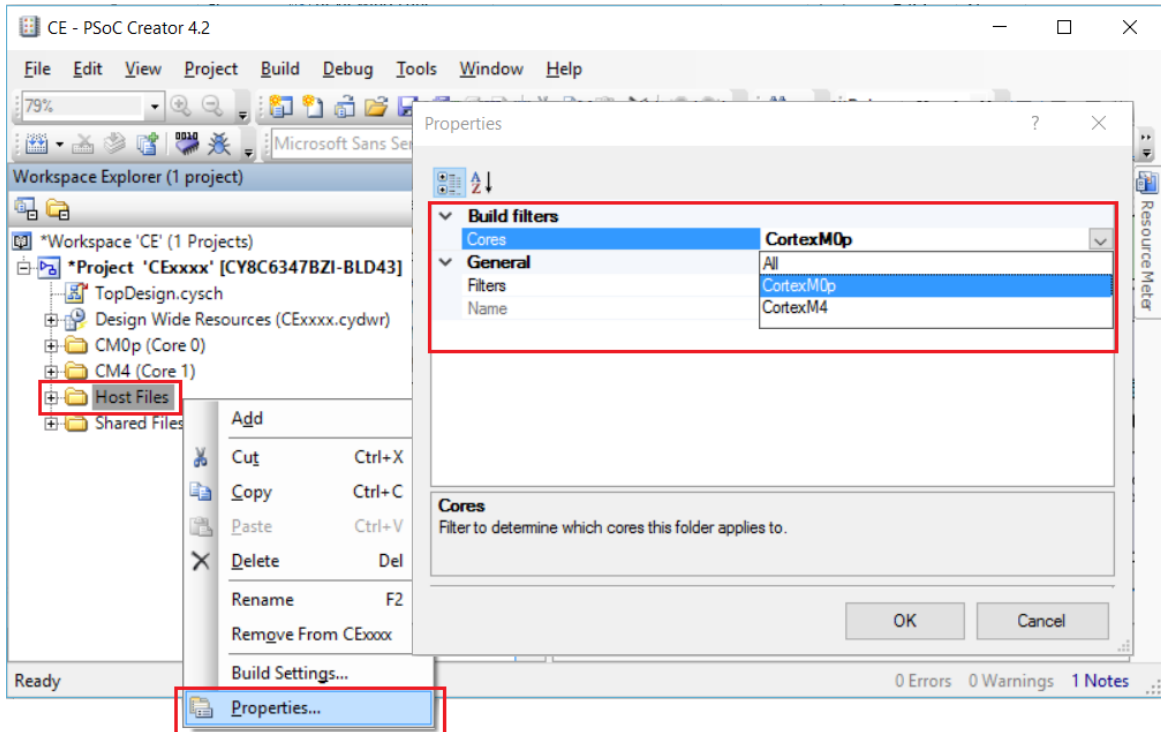 CE - PSoC Creator 4.2
File Edit View Project Build Debug Tools Window Help
79%
Microsoft Sans Ser
Workspace Explorer (1 project)
*Workspace 'CE' (1 Projects)
*Project 'CExxxx' [CY8C6347BZI-BLD43]
TopDesign.cysch
Design Wide Resources (CExxxx.cydwr)
CM0p (Core 0)
CM4 (Core 1)
Host Files
Shared Files
Add
Cut Ctrl+X
Copy Ctrl+C
Paste Ctrl+V
Delete Del
Rename F2
Remove From CExxxx
Build Settings...
Properties...
Properties
?
A
Z
Build filters
Cores CortexM0p
General
Filters
Name
All
CortexM0p
CortexM4
Cores
Filter to determine which cores this folder applies to.
OK Cancel
Resource Meter
Ready 0 Errors 0 Warnings 1 Notes